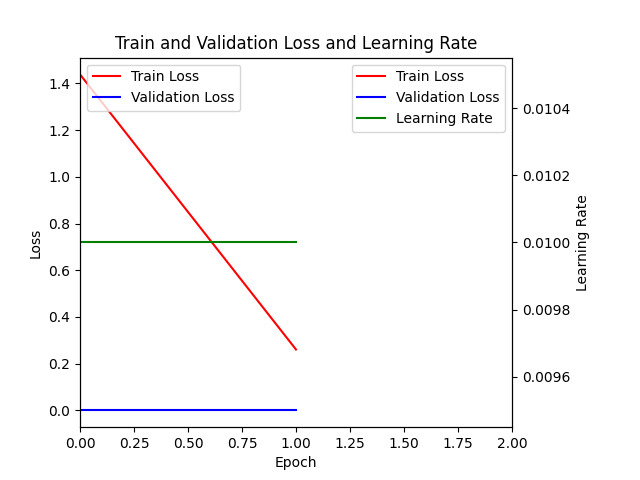 Train and Validation Loss and Learning Rate
Train Loss
Validation Loss
Train Loss
Validation Loss
Learning Rate
1.4
1.2
1.0
0.8
0.6
0.4
0.2
0.0
Loss
0.0104
0.0102
0.0100
0.0098
0.0096
Learning Rate
0.00 0.25 0.50 0.75 1.00 1.25 1.50 1.75 2.00
Epoch